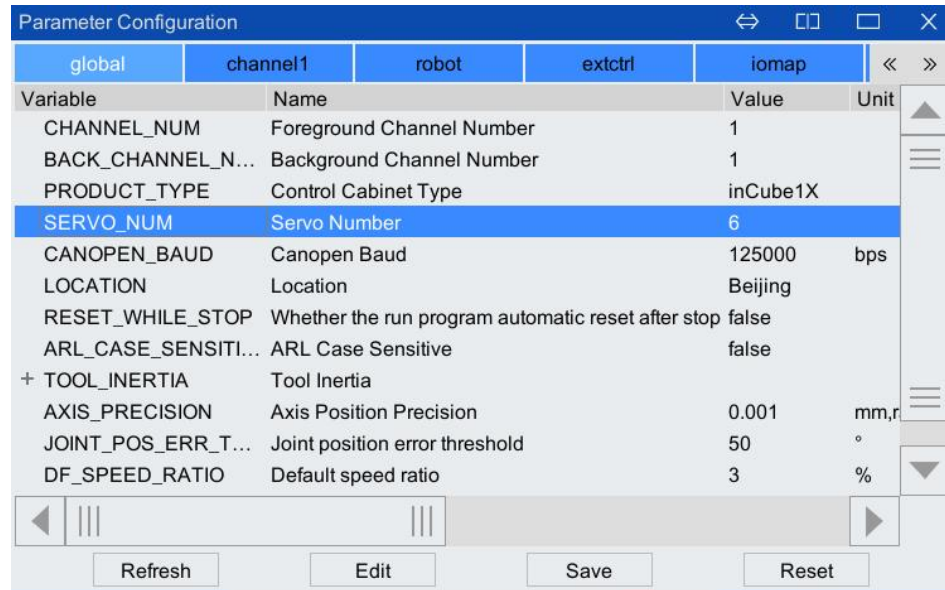 Parameter Configuration
global channel1 robot extctrl iomap
Variable Name Value Unit
CHANNEL_NUM Foreground Channel Number 1
BACK_CHANNEL_N... Background Channel Number 1
PRODUCT_TYPE Control Cabinet Type inCube1X
SERVO_NUM Servo Number 6
CANOPEN_BAUD Canopen Baud 125000 bps
LOCATION Location Beijing
RESET_WHILE_STOP Whether the run program automatic reset after stop false
ARL_CASE_SENSITI... ARL Case Sensitive false
+ TOOL_INERTIA Tool Inertia
AXIS_PRECISION Axis Position Precision 0.001 mm,r
JOINT_POS_ERR_T... Joint position error threshold 50 °
DF_SPEED_RATIO Default speed ratio 3 %
Refresh Edit Save Reset